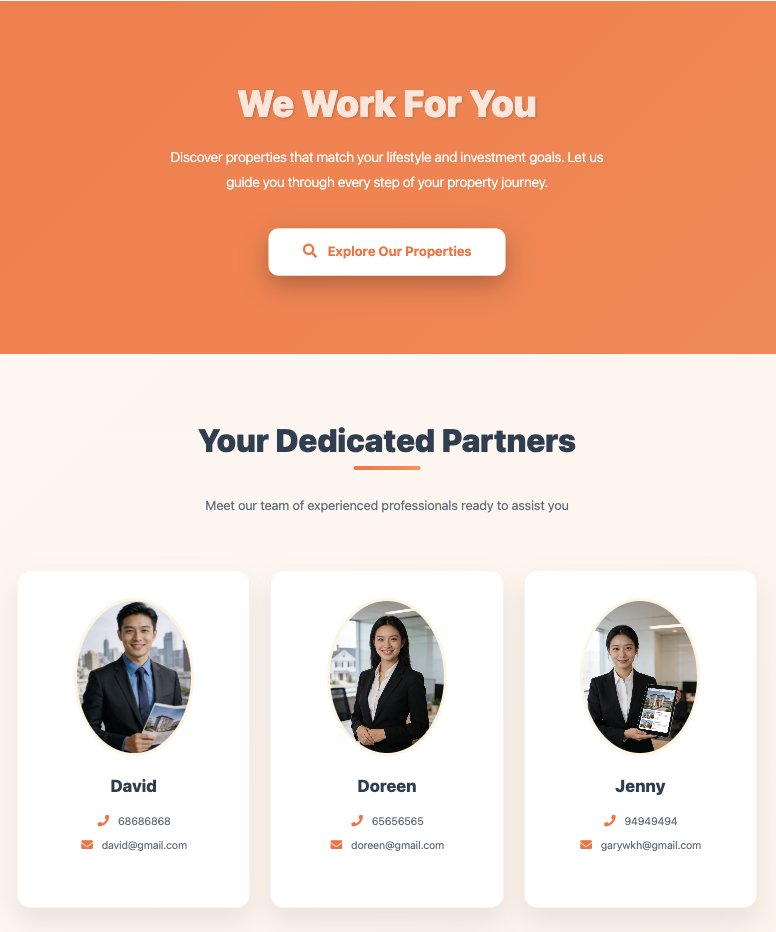 We Work For You
Discover properties that match your lifestyle and investment goals. Let us
guide you through every step of your property journey.
Explore Our Properties
Your Dedicated Partners
Meet our team of experienced professionals ready to assist you
David
68686868
david@gmail.com
Doreen
65656565
doreen@gmail.com
Jenny
94949494
garywkh@gmail.com